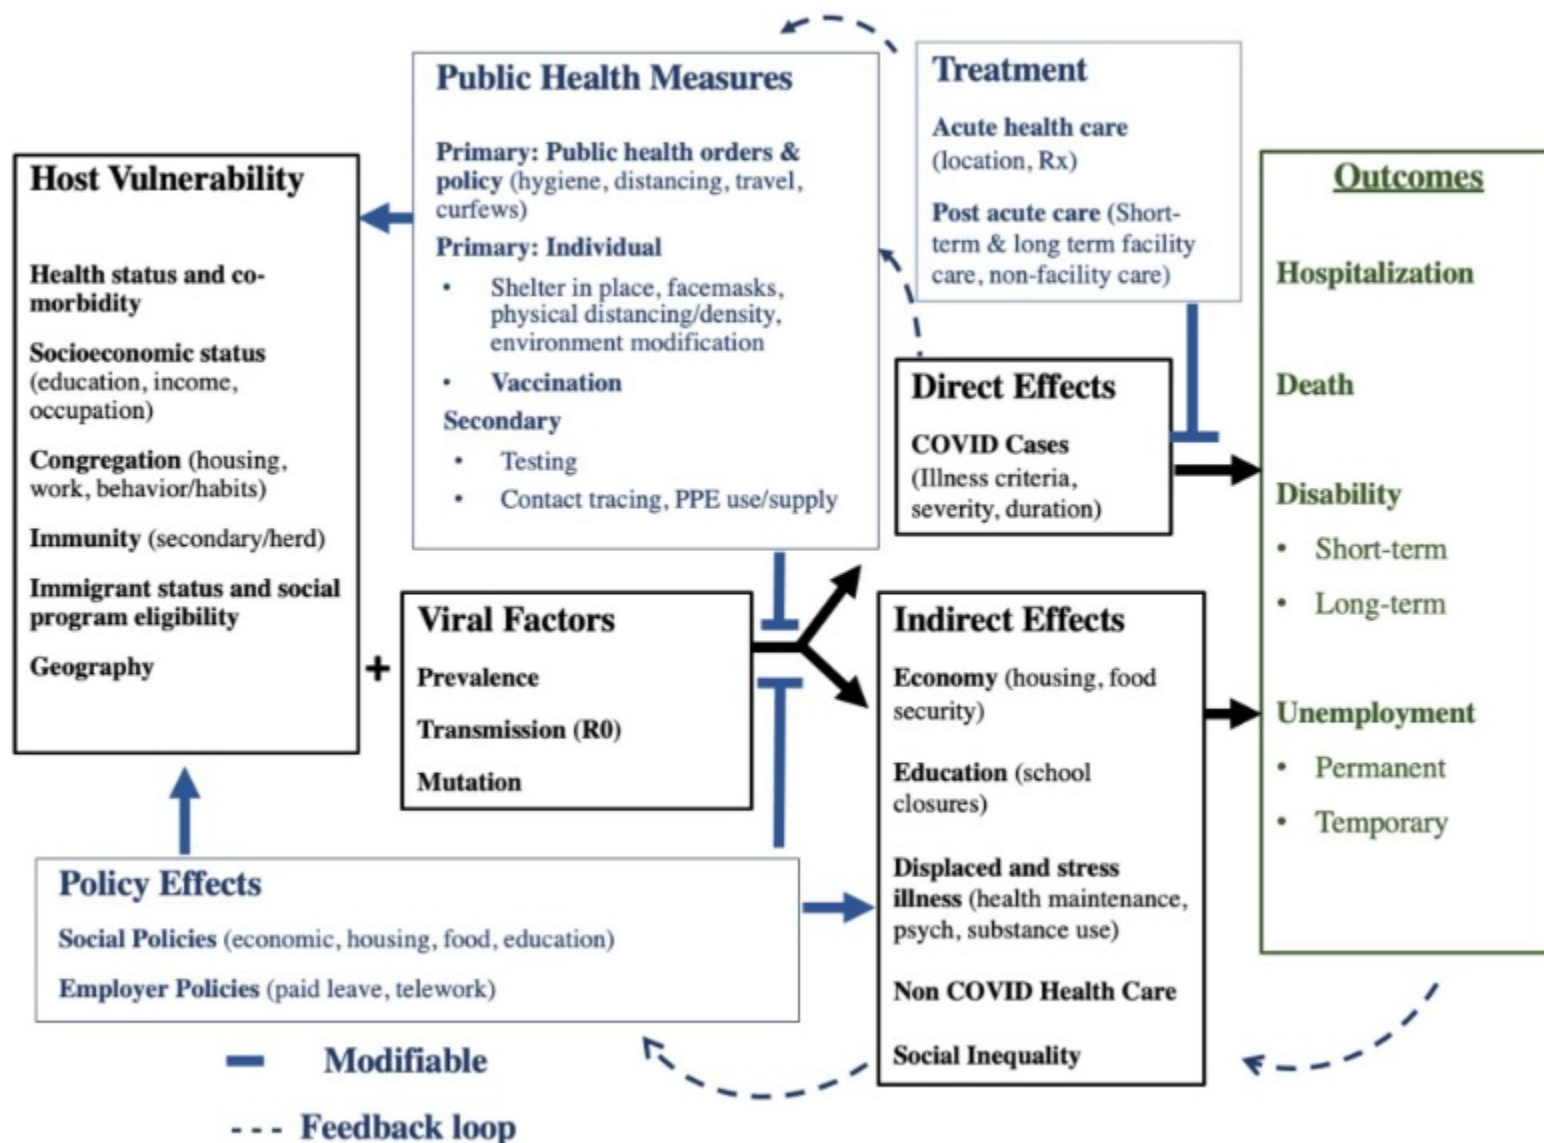 Public Health Measures
Primary: Public health orders &
policy (hygiene, distancing, travel,
curfews)
Primary: Individual
• Shelter in place, facemasks,
physical distancing/density,
environment modification
• Vaccination
Secondary
• Testing
• Contact tracing, PPE use/supply
Treatment
Acute health care
(location, Rx)
Post acute care (Short-
term & long term facility
care, non-facility care)
Host Vulnerability
Health status and co-
morbidity
Socioeconomic status
(education, income,
occupation)
Congregation (housing,
work, behavior/habits)
Immunity (secondary/herd)
Immigrant status and social
program eligibility
Geography
+
Viral Factors
Prevalence
Transmission (R0)
Mutation
Direct Effects
COVID Cases
(Illness criteria,
severity, duration)
Indirect Effects
Economy (housing, food
security)
Education (school
closures)
Displaced and stress
illness (health maintenance,
psych, substance use)
Non COVID Health Care
Social Inequality
Outcomes
Hospitalization
Death
Disability
• Short-term
• Long-term
Unemployment
• Permanent
• Temporary
Policy Effects
Social Policies (economic, housing, food, education)
Employer Policies (paid leave, telework)
Modifiable
Feedback loop